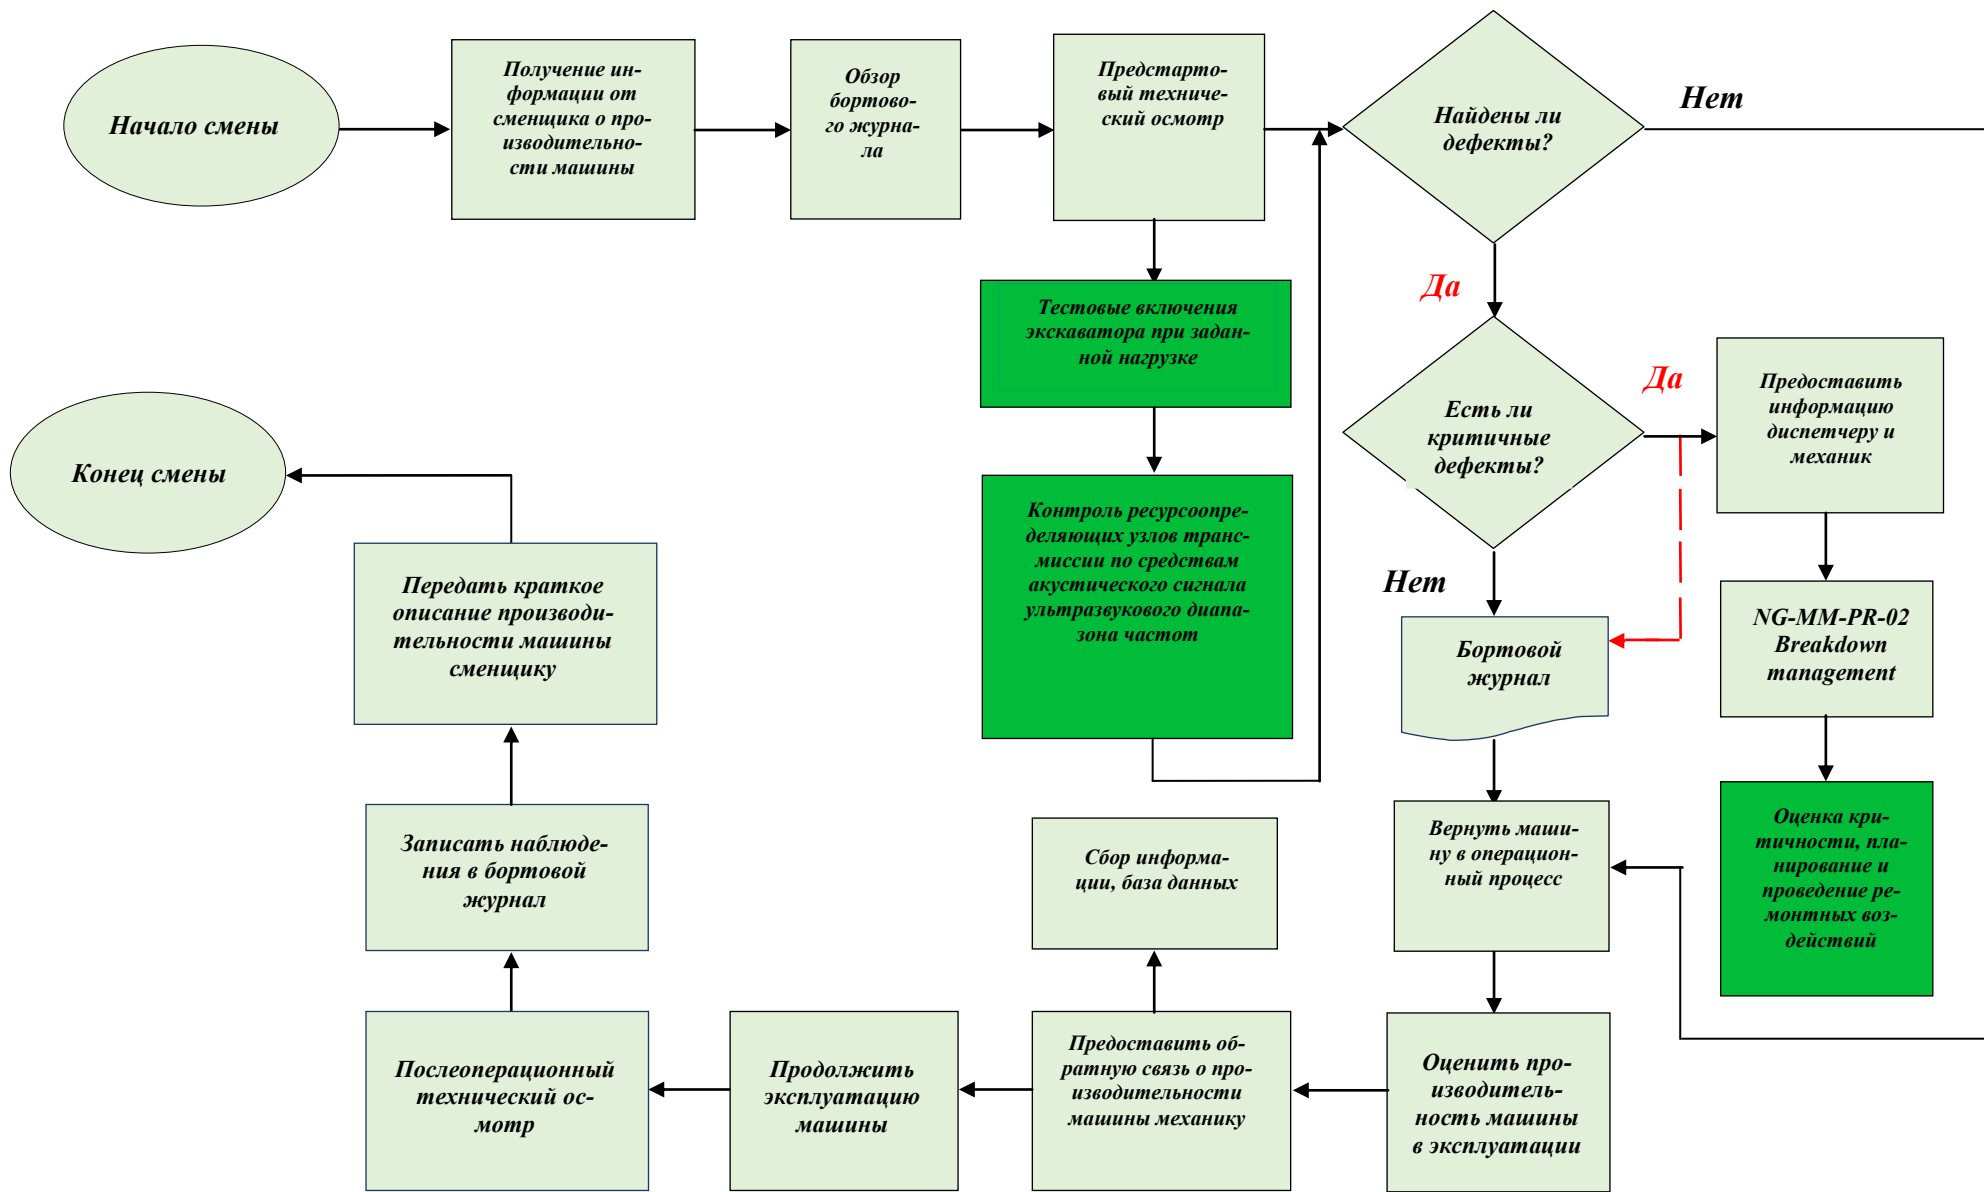 Начало смены
Получение ин-
формации от
сменщика о про-
изводительно-
сти машины
Обзор
бортово-
го журна-
ла
Предстарто-
вый техниче-
ский осмотр
Найдены ли
дефекты?
Нет
Да
Тестовые включения
экскаватора при задан-
ной нагрузке
Контроль ресурсоопре-
деляющих узлов транс-
миссии по средствам
акустического сигнала
ультразвукового диапа-
зона частот
Есть ли
критичные
дефекты?
Да
Предоставить
информацию
диспетчеру и
механик
Нет
NG-MM-PR-02
Breakdown
management
Бортовой
журнал
Оценка кри-
тичности, пла-
нирование и
проведение ре-
монтных воз-
действий
Вернуть маши-
ну в операцион-
ный процесс
Оценить про-
изводитель-
ность машины
в эксплуатации
Предоставить об-
ратную связь о про-
изводительности
машины механику
Сбор информа-
ции, база данных
Продолжить
эксплуатацию
машины
Послеоперационный
технический ос-
мотр
Записать наблюде-
ния в бортовой
журнал
Передать краткое
описание производи-
тельности машины
сменщику
Конец смены